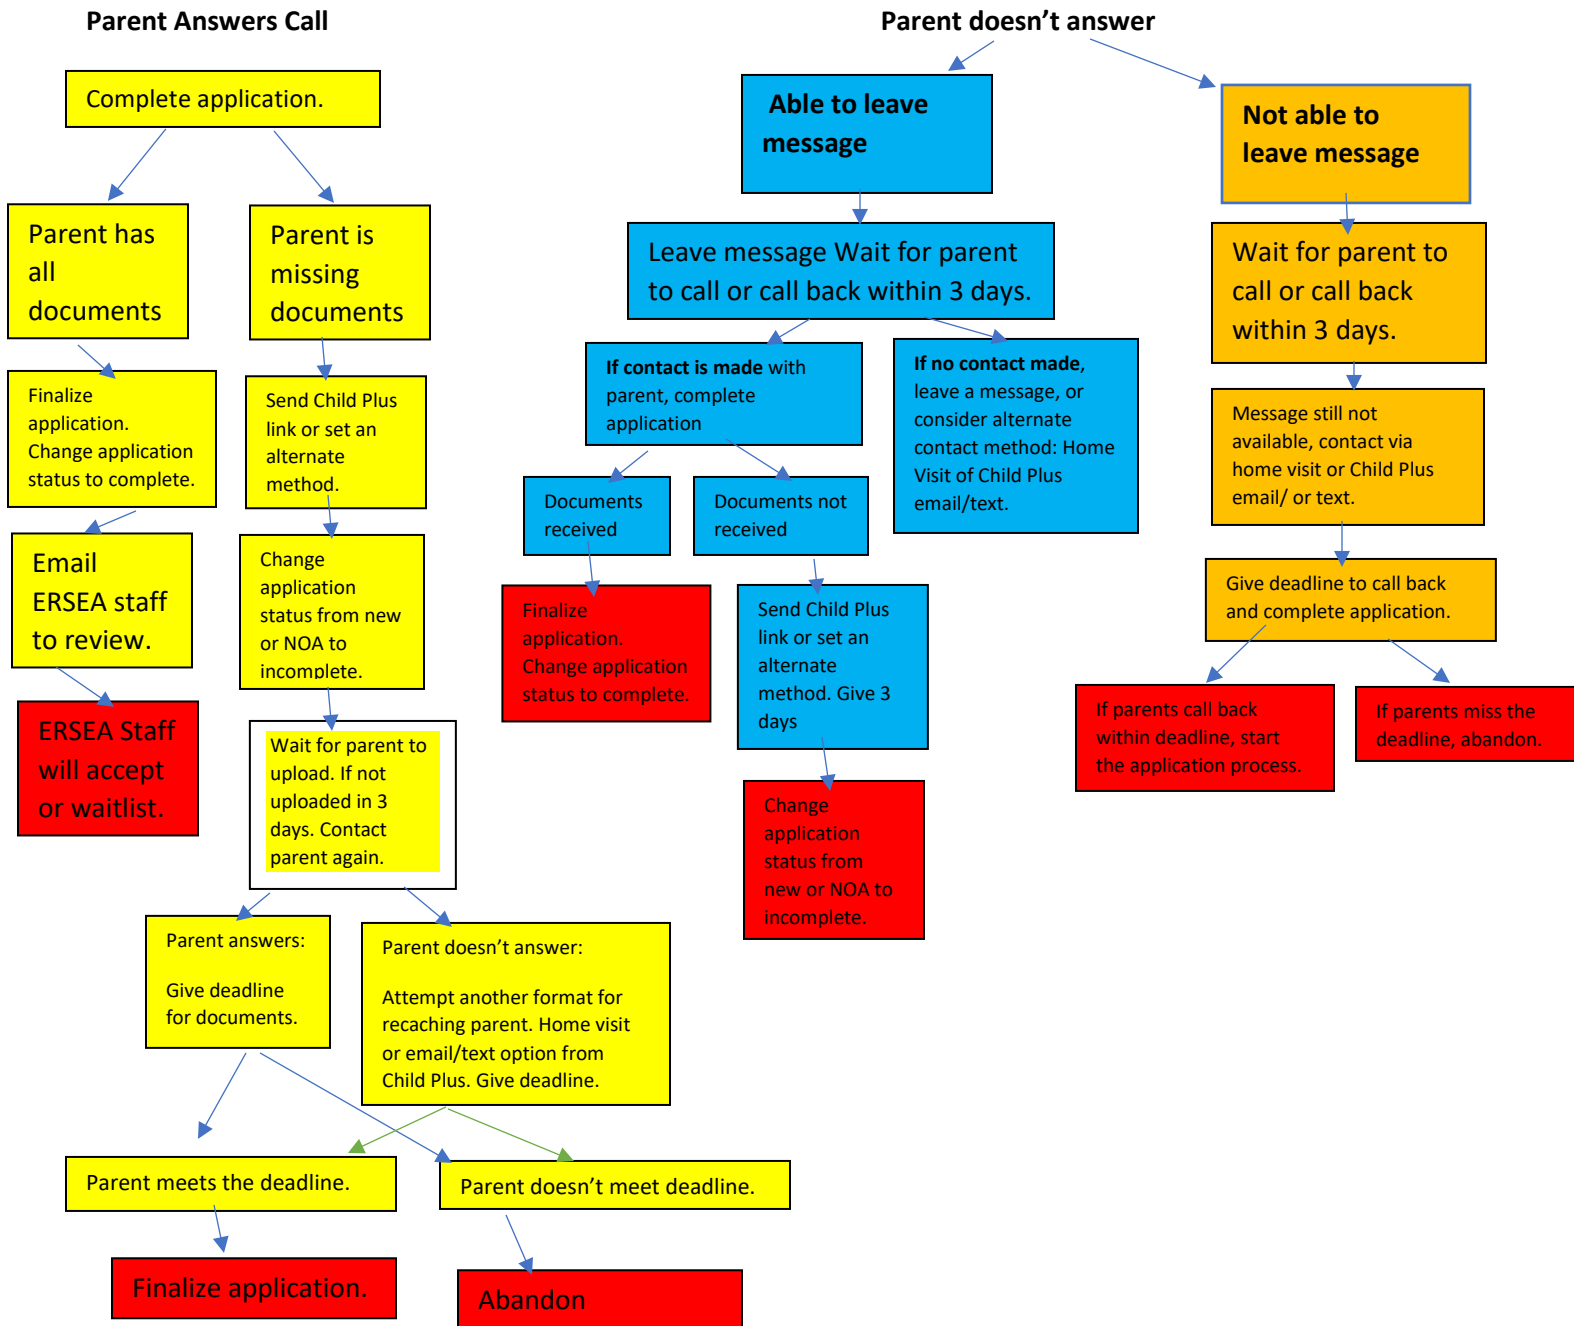 Parent Answers Call
Complete application.
Parent has
all
documents
Parent is
missing
documents
Finalize
application.
Change application
status to complete.
Send Child Plus
link or set an
alternate
method.
Email
ERSEA staff
to review.
Change
application
status from new
or NOA to
incomplete.
ERSEA Staff
will accept
or waitlist.
Wait for parent to
upload. If not
uploaded in 3
days. Contact
parent again.
Parent answers:
Give deadline
for documents.
Parent doesn’t answer:
Attempt another format for
recaching parent. Home visit
or email/text option from
Child Plus. Give deadline.
Parent meets the deadline.
Parent doesn’t meet deadline.
Finalize application.
Abandon
Parent doesn’t answer
Able to leave
message
Leave message Wait for parent
to call or call back within 3 days.
If contact is made with
parent, complete
application
If no contact made,
leave a message, or
consider alternate
contact method: Home
Visit of Child Plus
email/text.
Documents
received
Documents not
received
Finalize
application.
Change application
status to complete.
Send Child Plus
link or set an
alternate
method. Give 3
days
Change
application
status from
new or NOA to
incomplete.
Not able to
leave message
Wait for parent to
call or call back
within 3 days.
Message still not
available, contact via
home visit or Child Plus
email/ or text.
Give deadline to call back
and complete application.
If parents call back
within deadline, start
the application process.
If parents miss the
deadline, abandon.